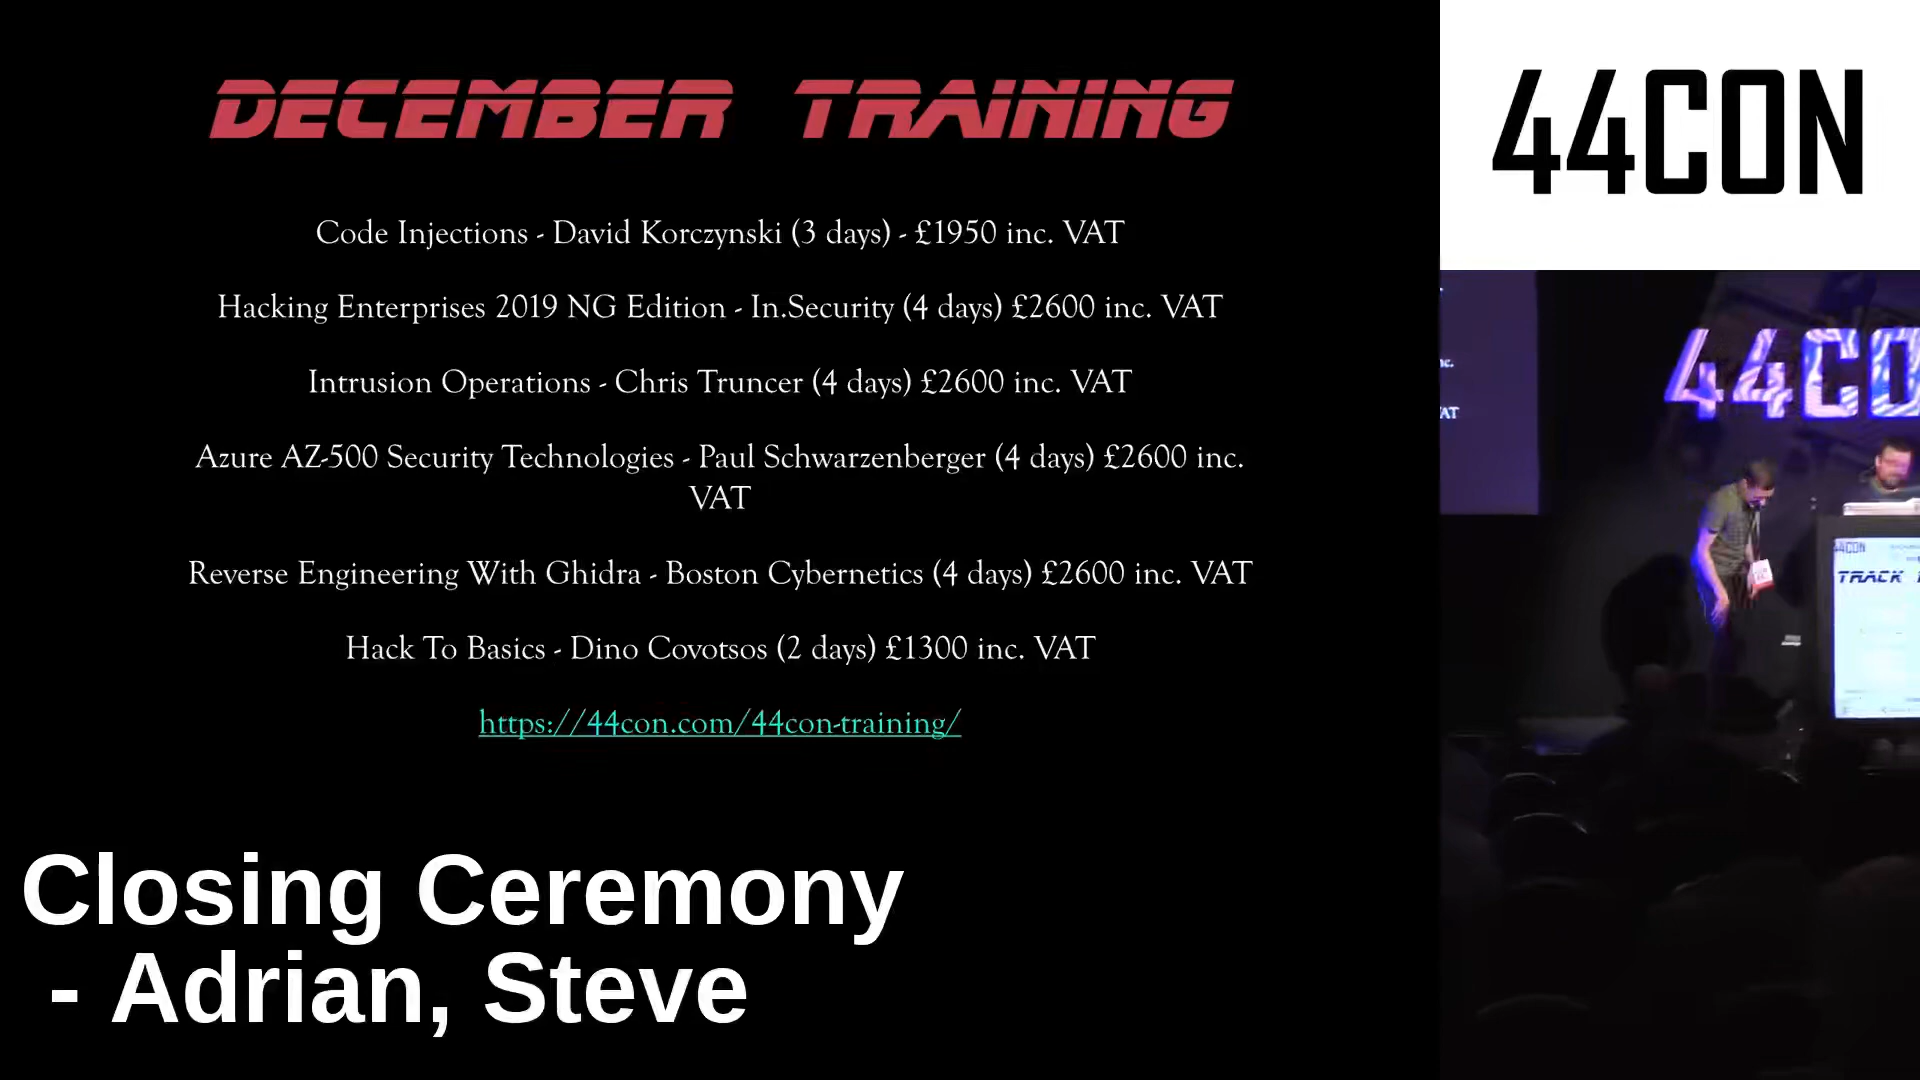 DECEMBER TRAINING
Code Injections - David Korczynski (3 days) - £1950 inc. VAT
Hacking Enterprises 2019 NG Edition - In.Security (4 days) £2600 inc. VAT
Intrusion Operations - Chris Truncer (4 days) £2600 inc. VAT
Azure AZ-500 Security Technologies - Paul Schwarzenberger (4 days) £2600 inc.
VAT
Reverse Engineering With Ghidra - Boston Cybernetics (4 days) £2600 inc. VAT
Hack To Basics - Dino Covotsos (2 days) £1300 inc. VAT
https://44con.com/44con-training/
Closing Ceremony
- Adrian, Steve
44CON
44CO
44CON
TRACK